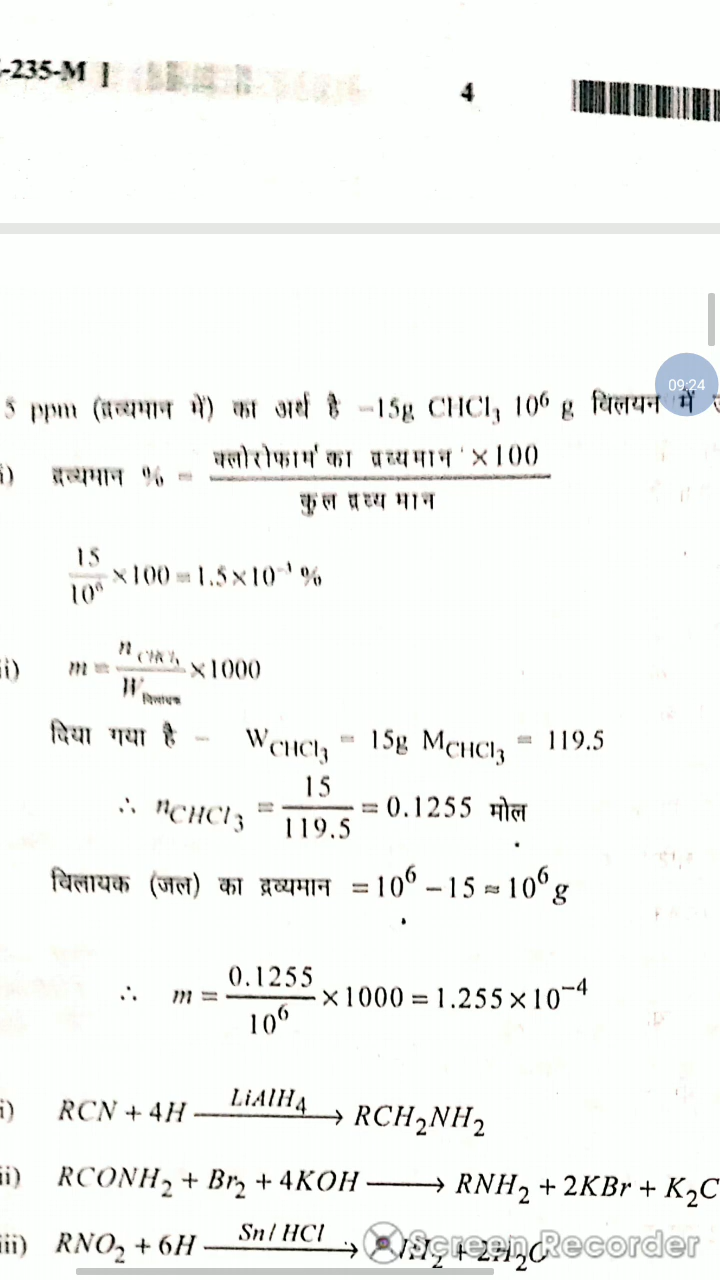 -235-M ]
4
09:24
5 ppm (द्रव्यमान में) का अर्थ है –15g CHCl₃ 10⁶ g विलयन में
i) द्रव्यमान % = क्लोरोफार्म का द्रव्यमान ×100 / कुल द्रव्य मान
15/10⁶ ×100 = 1.5×10⁻³ %
ii) m = n CHCl₃ / W विलायक ×1000
दिया गया है – W CHCl₃ = 15g M CHCl₃ = 119.5
∴ n CHCl₃ = 15/119.5 = 0.1255 मोल
विलायक (जल) का द्रव्यमान = 10⁶ – 15 ≈ 10⁶ g
∴ m = 0.1255/10⁶ ×1000 = 1.255×10⁻⁴
i) RCN + 4H —LiAlH₄→ RCH₂NH₂
ii) RCONH₂ + Br₂ + 4KOH ⟶ RNH₂ + 2KBr + K₂C
iii) RNO₂ + 6H —Sn/HCl→ H₂ + 2H₂O
Screen Recorder